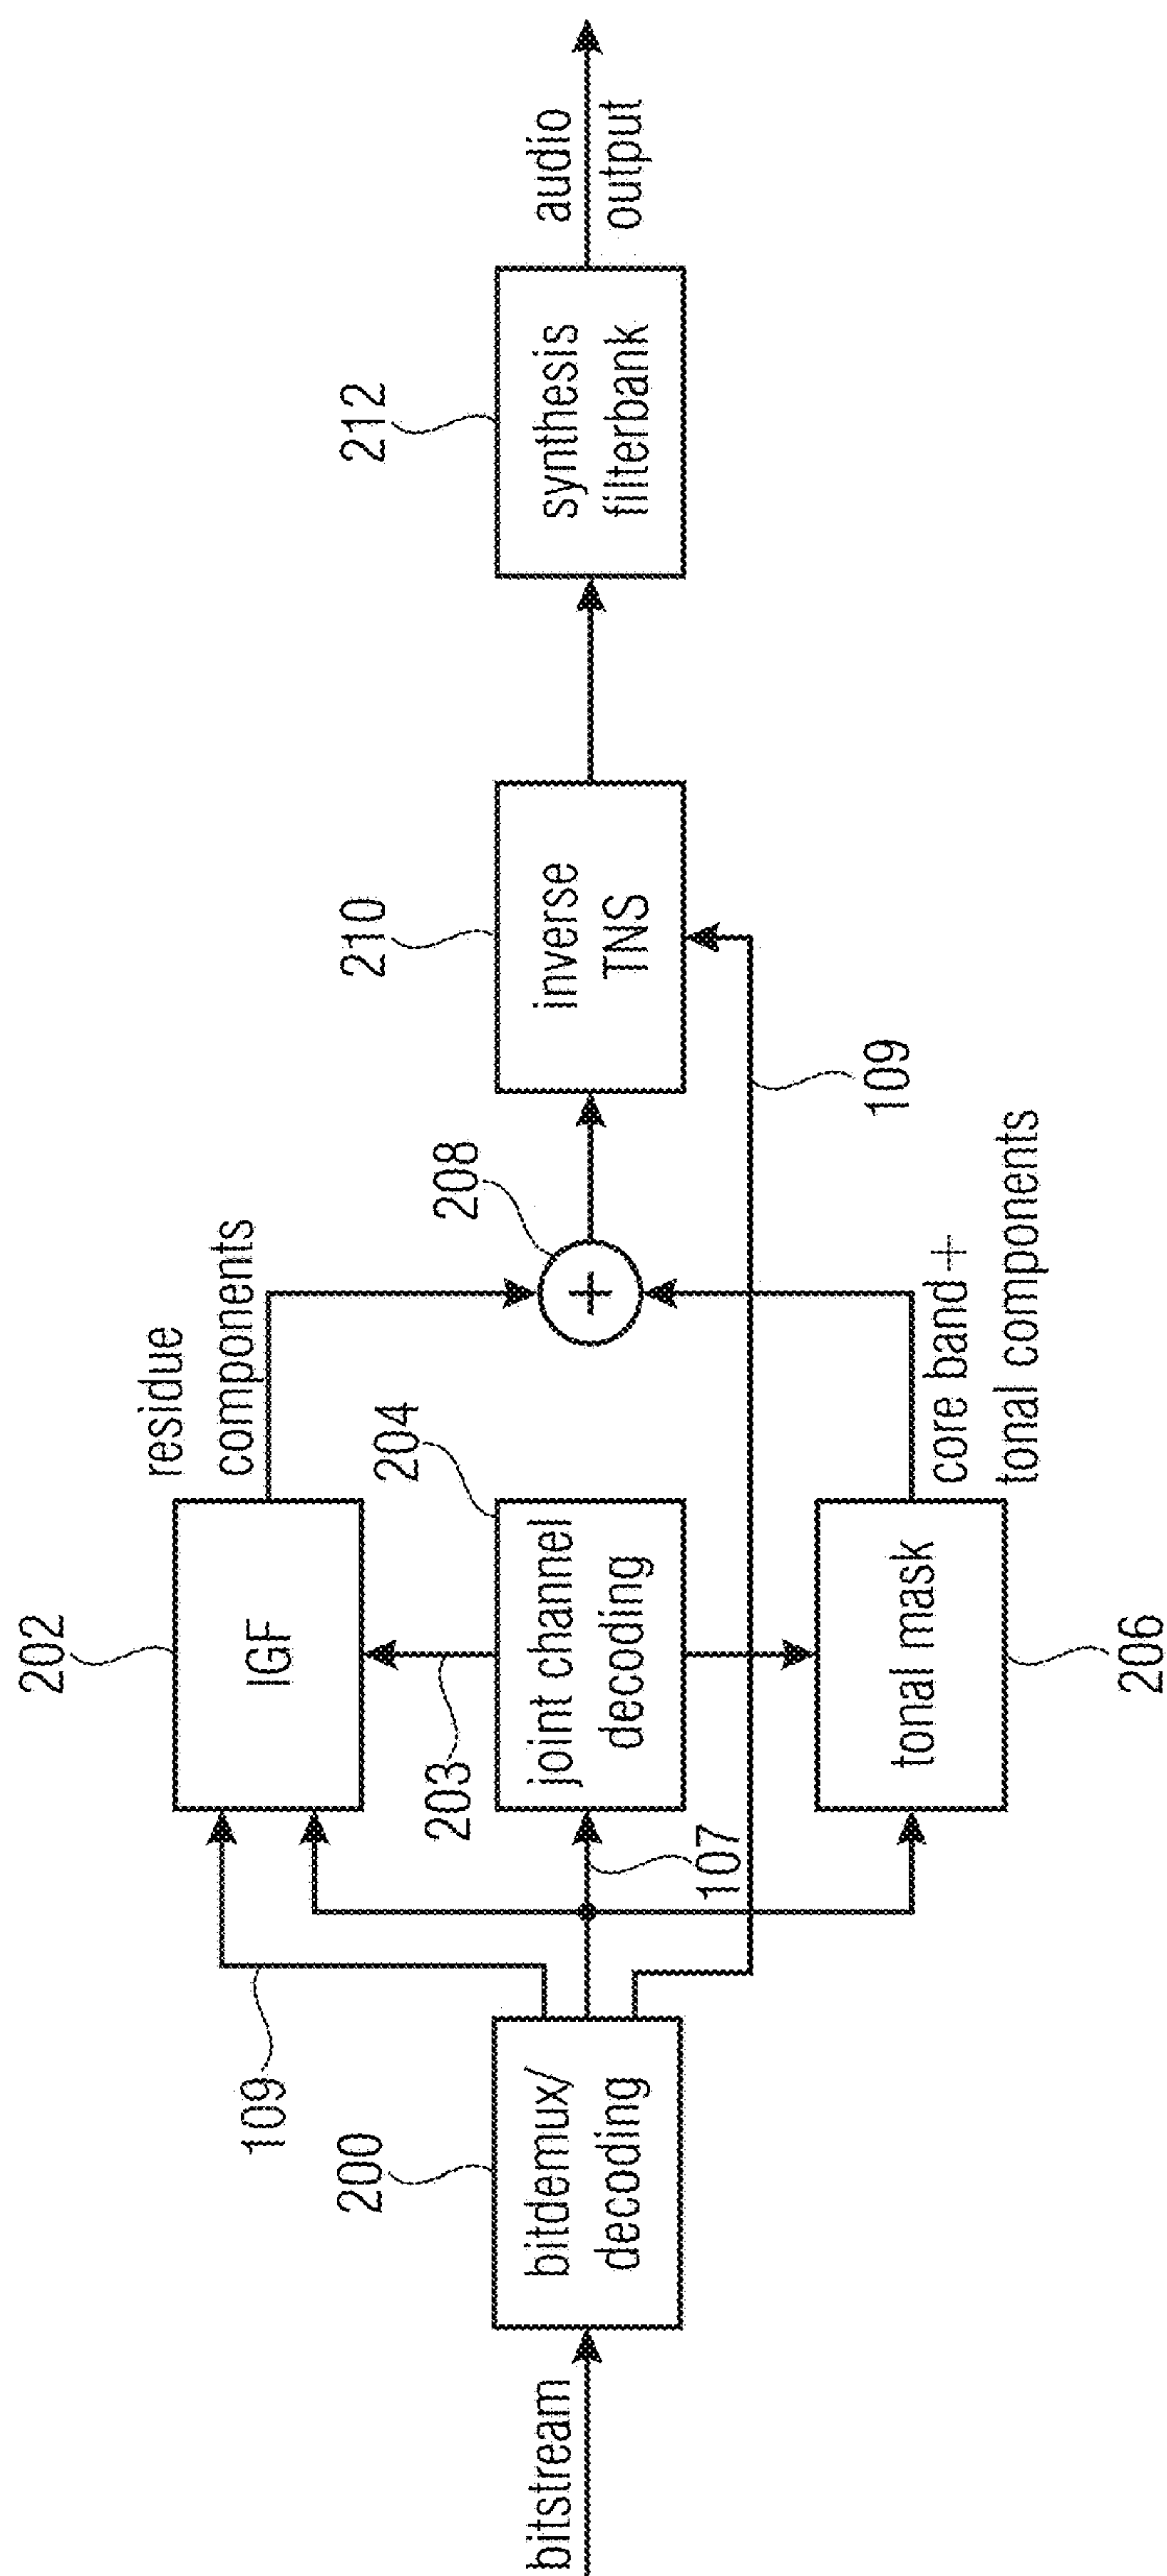 bitstream
200
bitdemux/
decoding
109
107
202
IGF
203
204
joint channel
decoding
206
tonal mask
residue
components
core band +
tonal components
208
+
109
210
inverse
TNS
212
synthesis
filterbank
audio
output